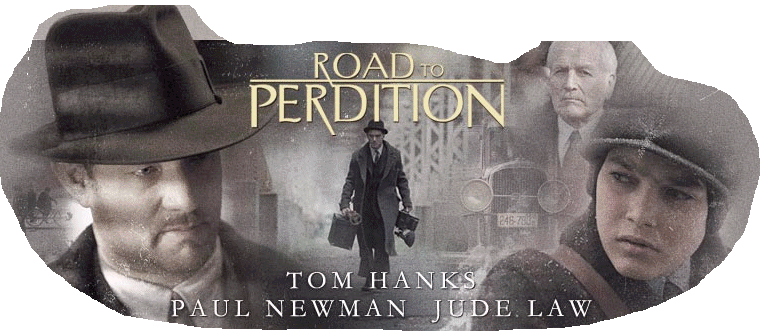 ROAD TO
PERDITION
TOM HANKS
PAUL NEWMAN JUDE LAW